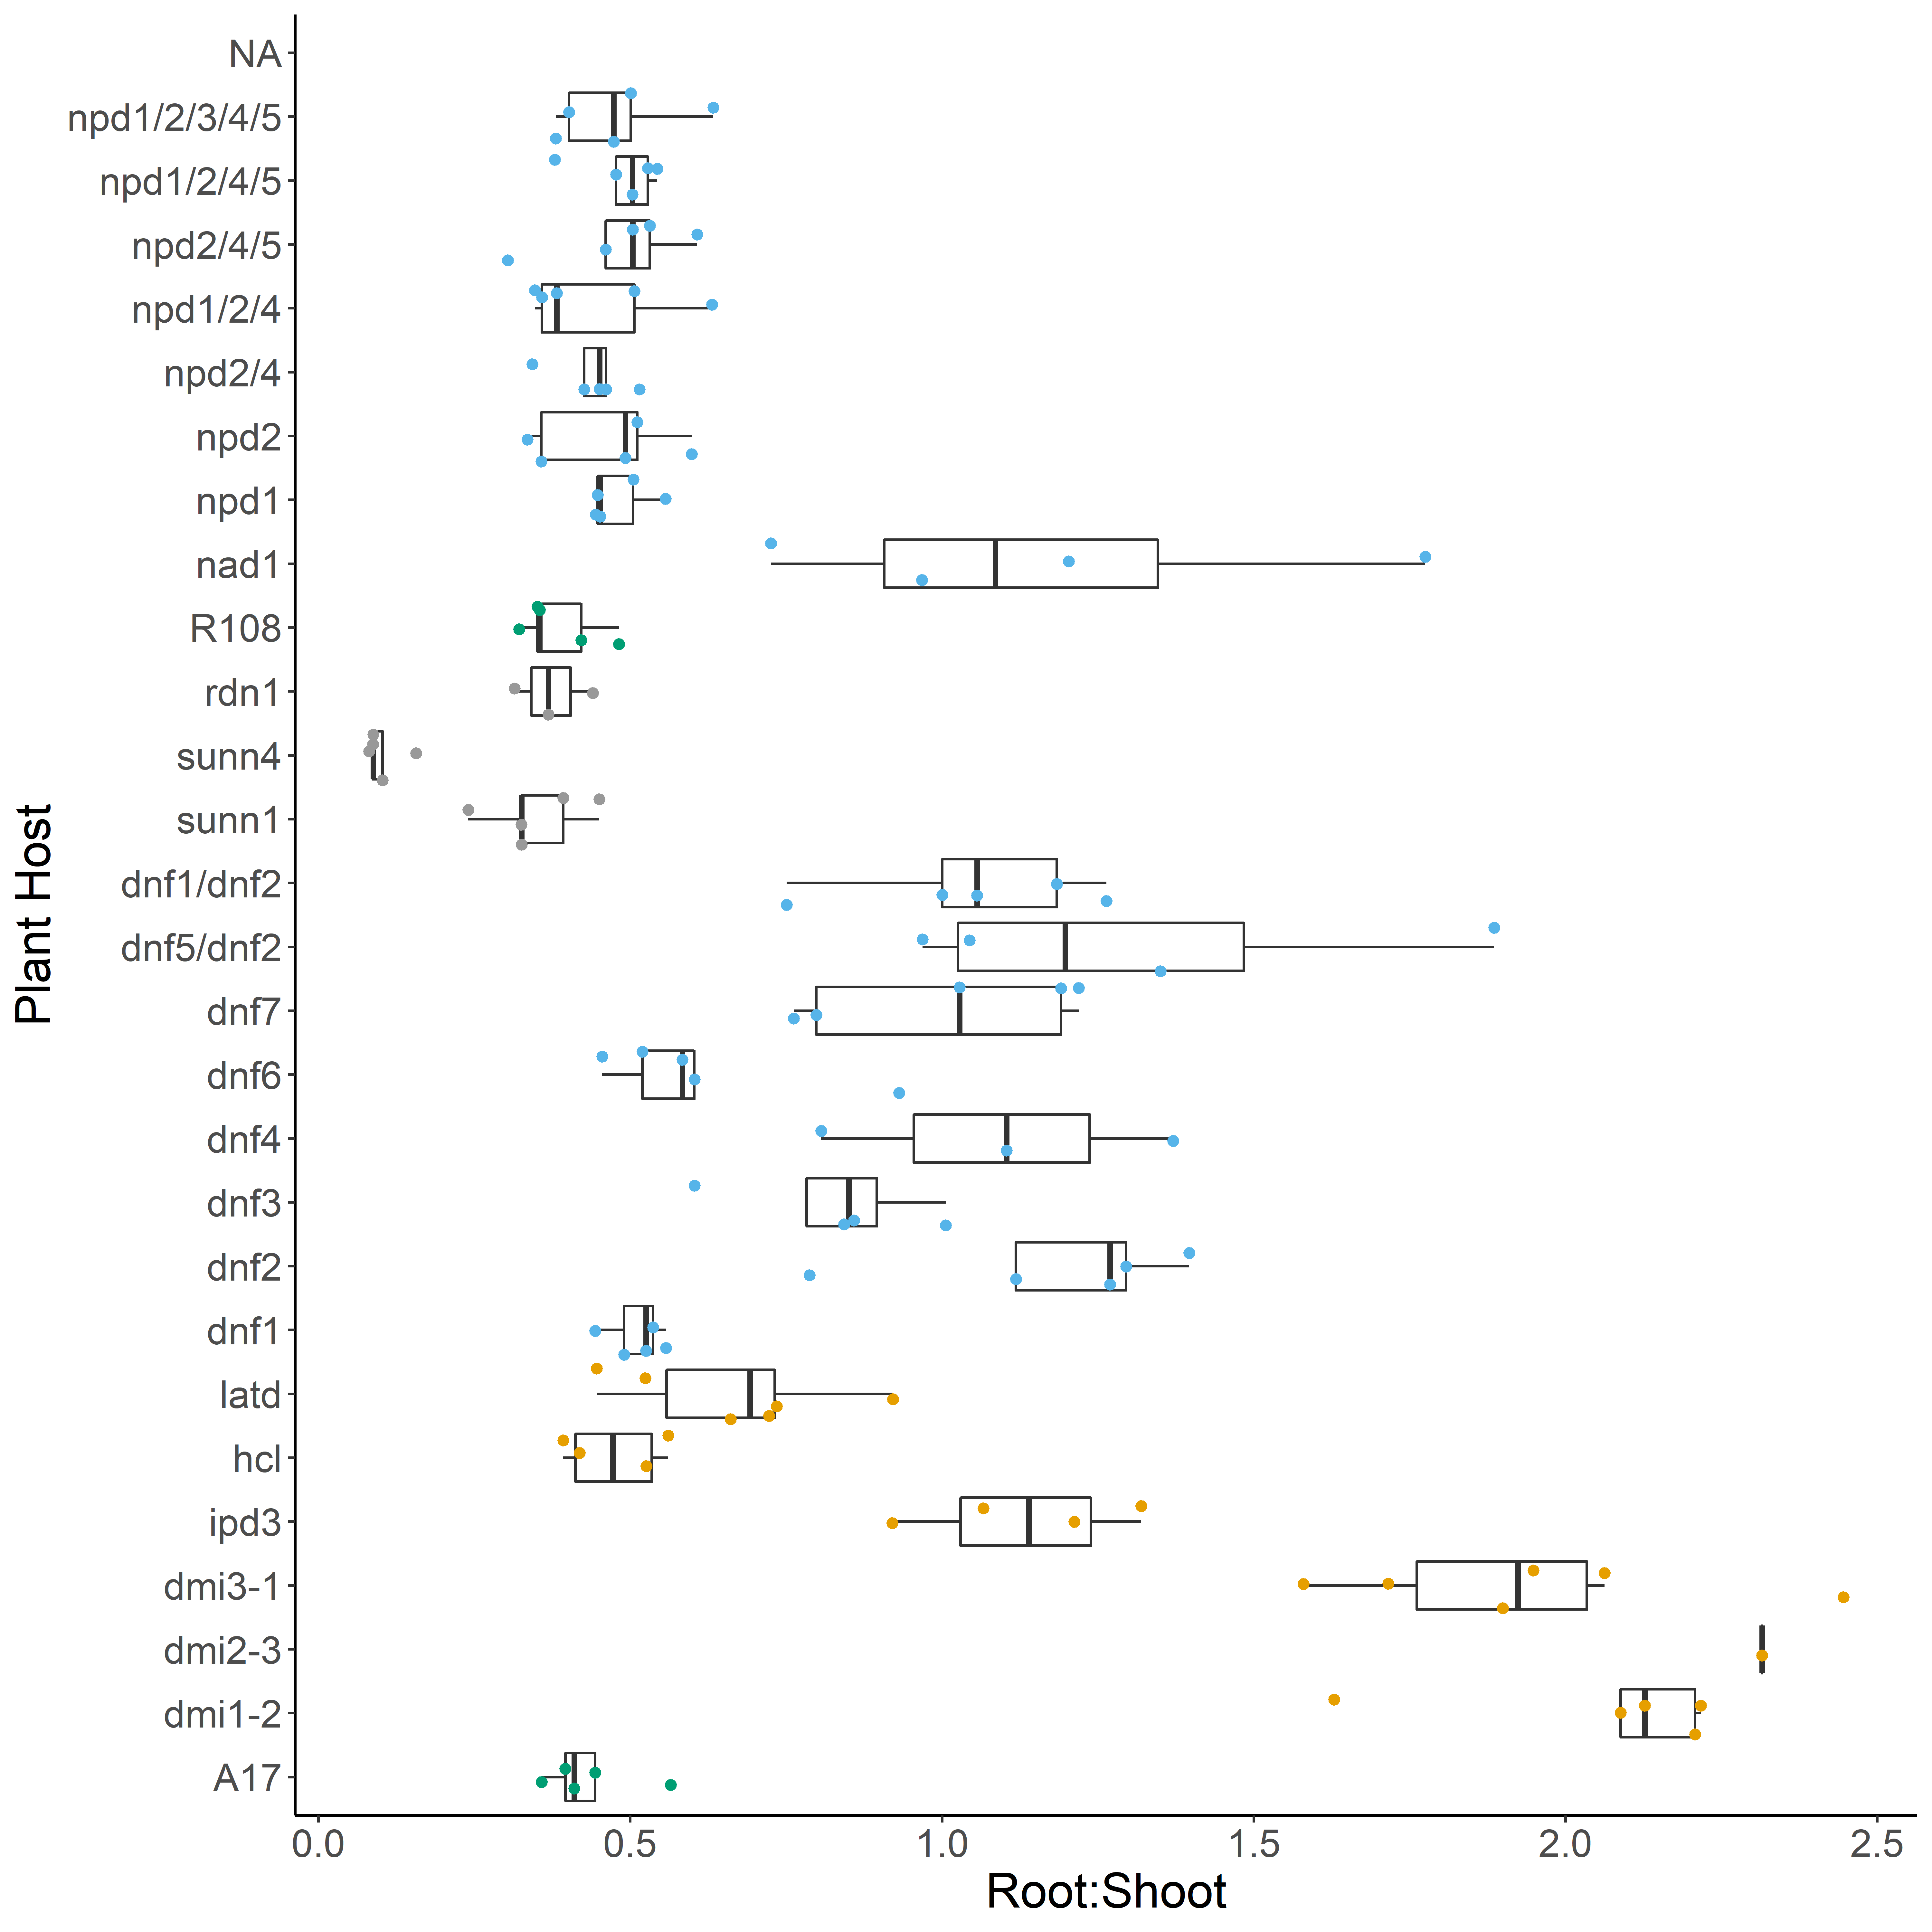 NA
npd1/2/3/4/5
npd1/2/4/5
npd2/4/5
npd1/2/4
npd2/4
npd2
npd1
nad1
R108
rdn1
sunn4
sunn1
dnf1/dnf2
dnf5/dnf2
dnf7
dnf6
dnf4
dnf3
dnf2
dnf1
latd
hcl
ipd3
dmi3-1
dmi2-3
dmi1-2
A17
Plant Host
0.0 0.5 1.0 1.5 2.0 2.5
Root:Shoot